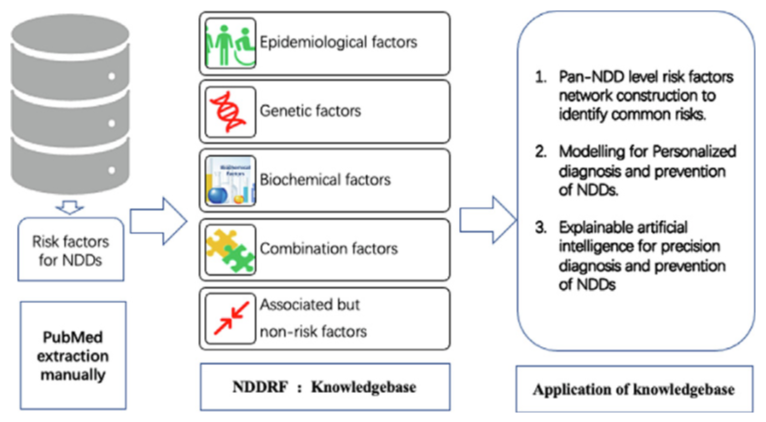 Risk factors
for NDDs
PubMed
extraction
manually
Epidemiological factors
Genetic factors
Biochemical
Factors
Biochemical factors
Combination factors
Associated but
non-risk factors
NDDRF : Knowledgebase
1. Pan-NDD level risk factors
network construction to
identify common risks.
2. Modelling for Personalized
diagnosis and prevention
of NDDs.
3. Explainable artificial
intelligence for precision
diagnosis and prevention
of NDDs
Application of knowledgebase